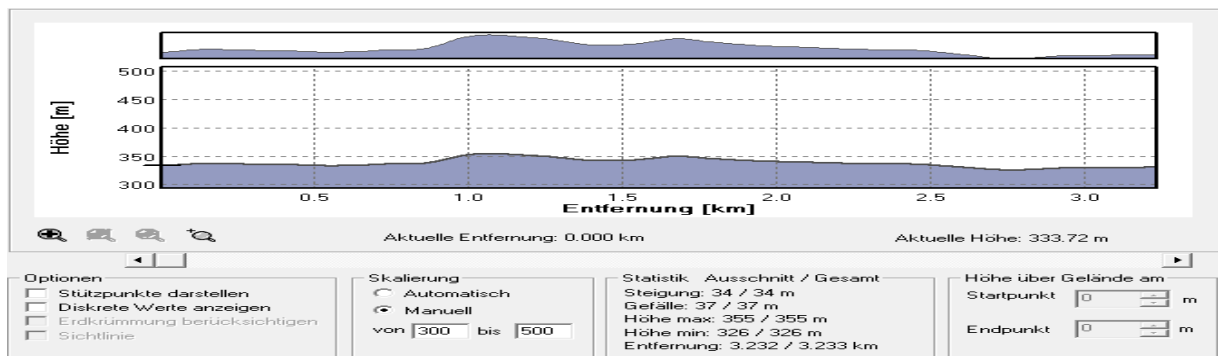 500
450
400
350
300
Höhe [m]
0.5 1.0 1.5 2.0 2.5 3.0
Entfernung [km]
Aktuelle Entfernung: 0.000 km Aktuelle Höhe: 333.72 m
Optionen
Stützpunkte darstellen
Diskrete Werte anzeigen
Erdkrümmung berücksichtigen
Sichtlinie
Skalierung
Automatisch
Manuell
von 300 bis 500
Statistik Ausschnitt / Gesamt
Steigung: 34 / 34 m
Gefälle: 37 / 37 m
Höhe max: 355 / 355 m
Höhe min: 326 / 326 m
Entfernung: 3.232 / 3.233 km
Höhe über Gelände am
Startpunkt 0 m
Endpunkt 0 m